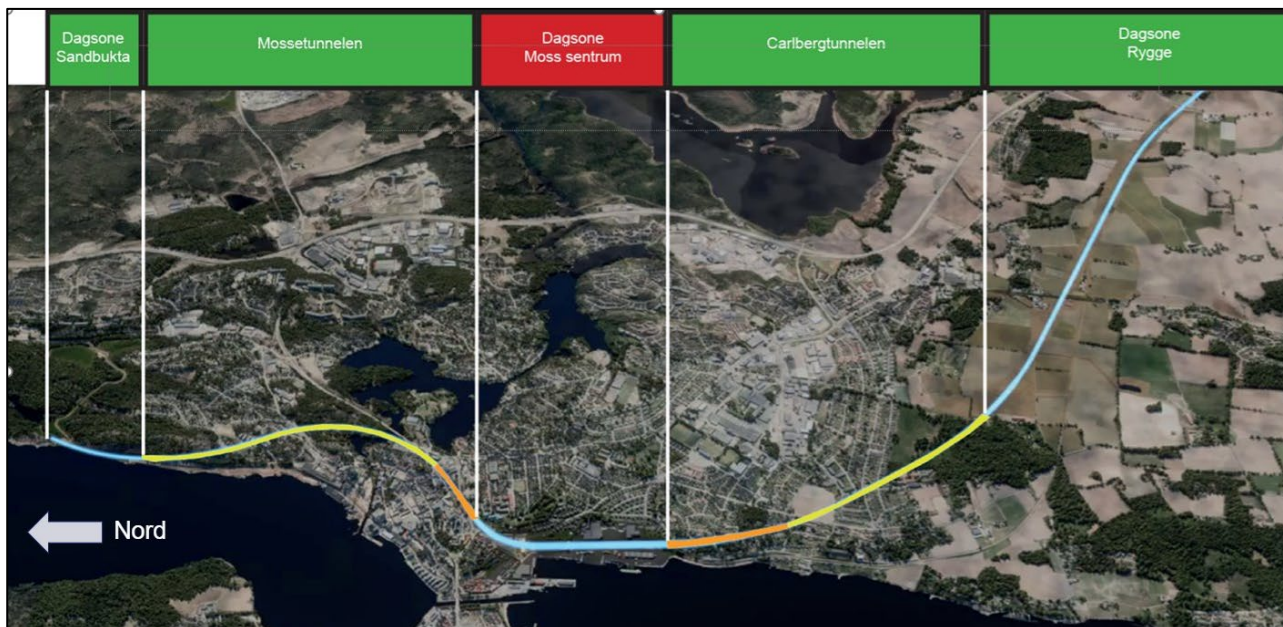 Dagsone
Sandbukta
Mossetunnelen
Dagsone
Moss sentrum
Carlbergtunnelen
Dagsone
Rygge
Nord